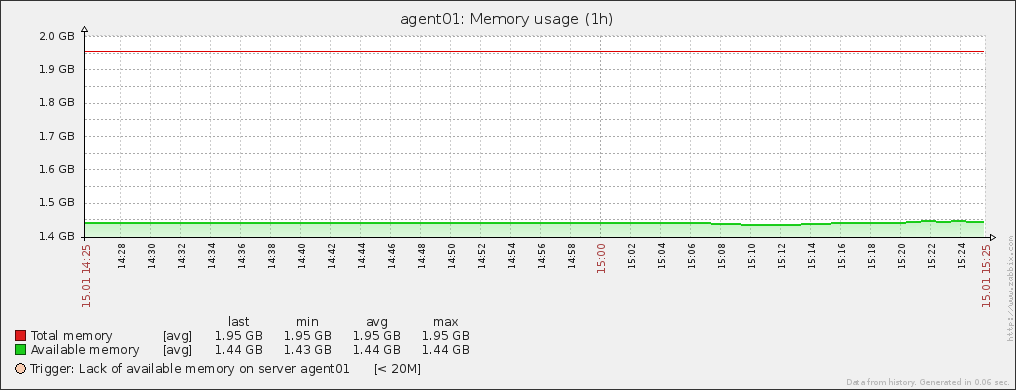 agent01: Memory usage (1h)
2.0 GB
1.9 GB
1.8 GB
1.7 GB
1.6 GB
1.5 GB
1.4 GB
15.01 14:25
14:28
14:30
14:32
14:34
14:36
14:38
14:40
14:42
14:44
14:46
14:48
14:50
14:52
14:54
14:56
14:58
15:00
15:02
15:04
15:06
15:08
15:10
15:12
15:14
15:16
15:18
15:20
15:22
15:24
15.01 15:25
http://www.zabbix.com
last min avg max
Total memory [avg] 1.95 GB 1.95 GB 1.95 GB 1.95 GB
Available memory [avg] 1.44 GB 1.43 GB 1.44 GB 1.44 GB
Trigger: Lack of available memory on server agent01 [< 20M]
Data from history. Generated in 0.06 sec.